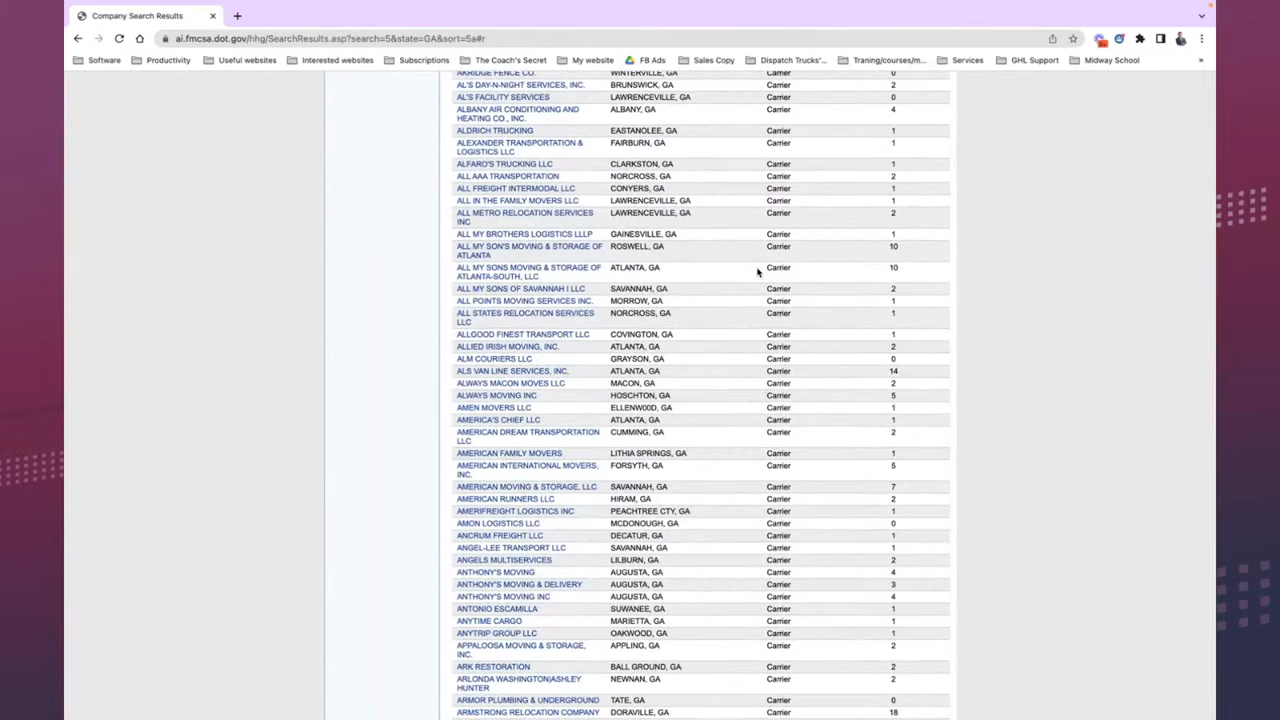 Company Search Results
ai.fmcsa.dot.gov/hhg/SearchResults.asp?search=5&state=GA&sort=5a#r
Software Productivity Useful websites Interested websites Subscriptions The Coach's Secret My website FB Ads Sales Copy Dispatch Trucks'... Traning/courses/m... Services GHL Support Midway School »
AKRIDGE FENCE CO. WINTERVILLE, GA Carrier 0
AL'S DAY-N-NIGHT SERVICES, INC. BRUNSWICK, GA Carrier 2
AL'S FACILITY SERVICES LAWRENCEVILLE, GA Carrier 0
ALBANY AIR CONDITIONING AND ALBANY, GA Carrier 4
HEATING CO., INC.
ALDRICH TRUCKING EASTANOLEE, GA Carrier 1
ALEXANDER TRANSPORTATION & FAIRBURN, GA Carrier 1
LOGISTICS LLC
ALFARO'S TRUCKING LLC CLARKSTON, GA Carrier 1
ALL AAA TRANSPORTATION NORCROSS, GA Carrier 2
ALL FREIGHT INTERMODAL LLC CONYERS, GA Carrier 1
ALL IN THE FAMILY MOVERS LLC LAWRENCEVILLE, GA Carrier 1
ALL METRO RELOCATION SERVICES LAWRENCEVILLE, GA Carrier 2
INC
ALL MY BROTHERS LOGISTICS LLLP GAINESVILLE, GA Carrier 1
ALL MY SON'S MOVING & STORAGE OF ROSWELL, GA Carrier 10
ATLANTA
ALL MY SONS MOVING & STORAGE OF ATLANTA, GA Carrier 10
ATLANTA-SOUTH, LLC
ALL MY SONS OF SAVANNAH I LLC SAVANNAH, GA Carrier 2
ALL POINTS MOVING SERVICES INC. MORROW, GA Carrier 1
ALL STATES RELOCATION SERVICES NORCROSS, GA Carrier 1
LLC
ALLGOOD FINEST TRANSPORT LLC COVINGTON, GA Carrier 1
ALLIED IRISH MOVING, INC. ATLANTA, GA Carrier 2
ALM COURIERS LLC GRAYSON, GA Carrier 0
ALS VAN LINE SERVICES, INC. ATLANTA, GA Carrier 14
ALWAYS MACON MOVES LLC MACON, GA Carrier 2
ALWAYS MOVING INC HOSCHTON, GA Carrier 5
AMEN MOVERS LLC ELLENW00D, GA Carrier 1
AMERICA'S CHIEF LLC ATLANTA, GA Carrier 1
AMERICAN DREAM TRANSPORTATION CUMMING, GA Carrier 2
LLC
AMERICAN FAMILY MOVERS LITHIA SPRINGS, GA Carrier 1
AMERICAN INTERNATIONAL MOVERS, FORSYTH, GA Carrier 5
INC.
AMERICAN MOVING & STORAGE, LLC SAVANNAH, GA Carrier 7
AMERICAN RUNNERS LLC HIRAM, GA Carrier 2
AMERIFREIGHT LOGISTICS INC PEACHTREE CTY, GA Carrier 1
AMON LOGISTICS LLC MCDONOUGH, GA Carrier 0
ANCRUM FREIGHT LLC DECATUR, GA Carrier 1
ANGEL-LEE TRANSPORT LLC SAVANNAH, GA Carrier 1
ANGELS MULTISERVICES LILBURN, GA Carrier 2
ANTHONY'S MOVING AUGUSTA, GA Carrier 4
ANTHONY'S MOVING & DELIVERY AUGUSTA, GA Carrier 3
ANTHONY'S MOVING INC AUGUSTA, GA Carrier 4
ANTONIO ESCAMILLA SUWANEE, GA Carrier 1
ANYTIME CARGO MARIETTA, GA Carrier 1
ANYTRIP GROUP LLC OAKWOOD, GA Carrier 1
APPALOOSA MOVING & STORAGE, APPLING, GA Carrier 2
INC.
ARK RESTORATION BALL GROUND, GA Carrier 2
ARLONDA WASHINGTON|ASHLEY NEWNAN, GA Carrier 2
HUNTER
ARMOR PLUMBING & UNDERGROUND TATE, GA Carrier 0
ARMSTRONG RELOCATION COMPANY DORAVILLE, GA Carrier 18